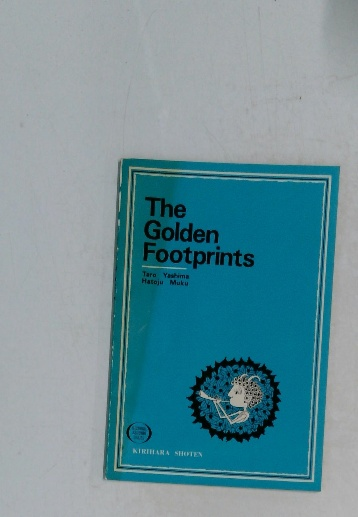 The
Golden
Footprints
Taro Yashima
Hatoju Muku
KIRIHARA SHOTEN